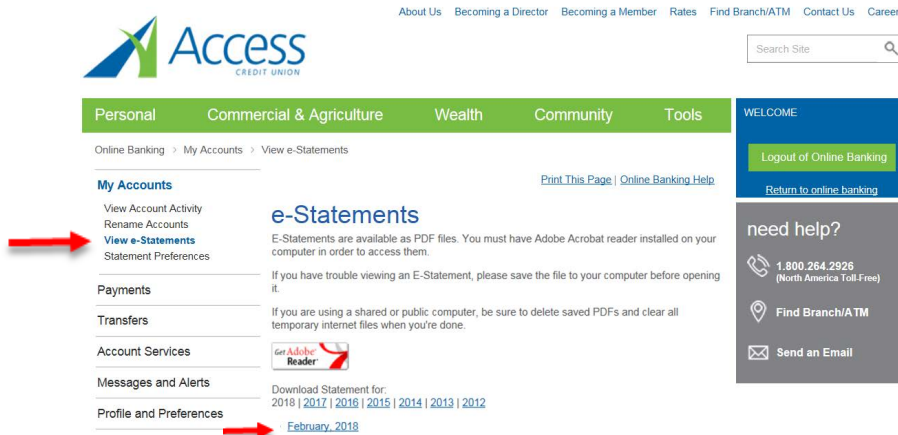 About Us Becoming a Director Becoming a Member Rates Find Branch/ATM Contact Us Career
Access
CREDIT UNION
Search Site
Personal Commercial & Agriculture Wealth Community Tools
WELCOME
Logout of Online Banking
Return to online banking
Online Banking > My Accounts > View e-Statements
Print This Page | Online Banking Help
My Accounts
View Account Activity
Rename Accounts
View e-Statements
Statement Preferences
Payments
Transfers
Account Services
Messages and Alerts
Profile and Preferences
e-Statements
E-Statements are available as PDF files. You must have Adobe Acrobat reader installed on your
computer in order to access them.
If you have trouble viewing an E-Statement, please save the file to your computer before opening
it.
If you are using a shared or public computer, be sure to delete saved PDFs and clear all
temporary internet files when you're done.
Get Adobe
Reader
Download Statement for:
2018 | 2017 | 2016 | 2015 | 2014 | 2013 | 2012
February, 2018
need help?
1.800.264.2926
(North America Toll-Free)
Find Branch/ATM
Send an Email